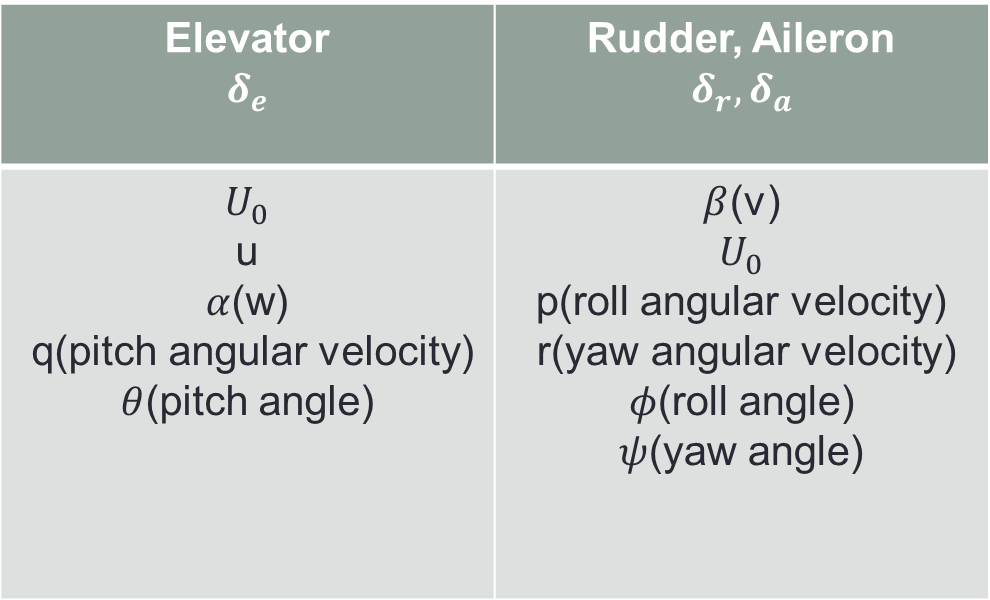 Elevator
δe
U0
u
α(w)
q(pitch angular velocity)
θ(pitch angle)
Rudder, Aileron
δr, δa
β(v)
U0
p(roll angular velocity)
r(yaw angular velocity)
ϕ(roll angle)
ψ(yaw angle)